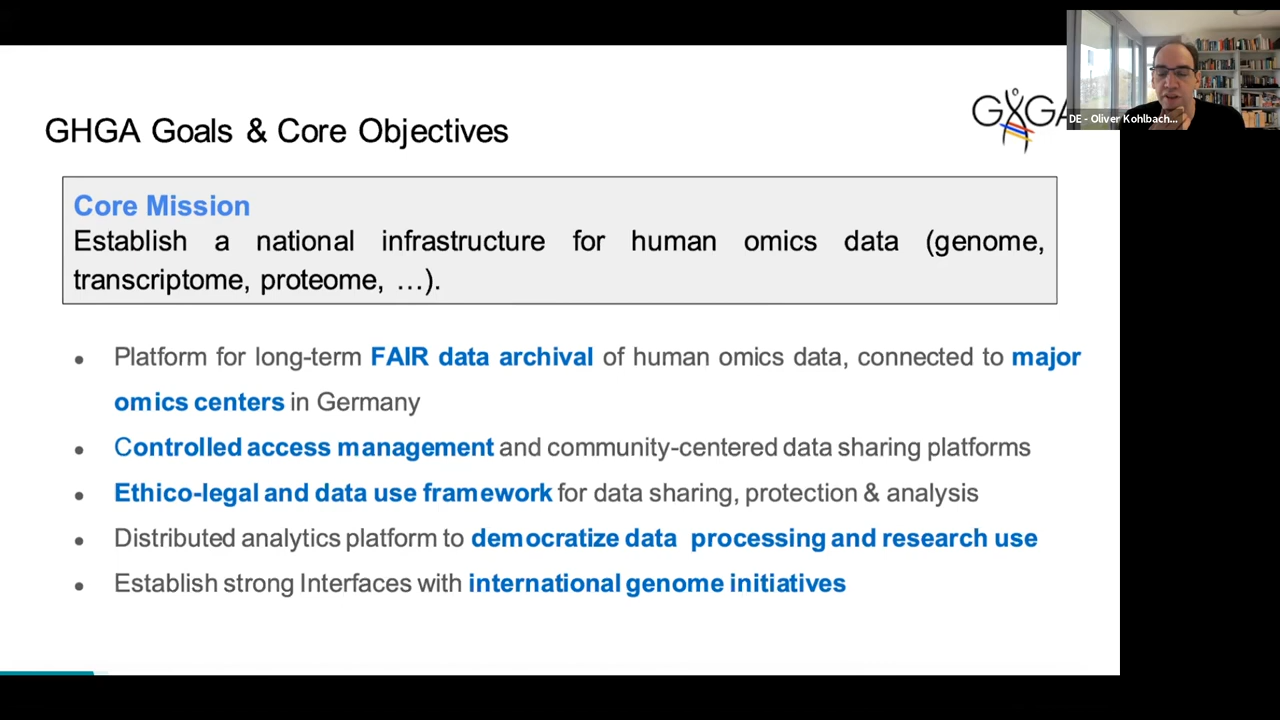 GHGA Goals & Core Objectives
GHGA
DE - Oliver Kohlbach...
Core Mission
Establish a national infrastructure for human omics data (genome,
transcriptome, proteome, …).
• Platform for long-term FAIR data archival of human omics data, connected to major
omics centers in Germany
• Controlled access management and community-centered data sharing platforms
• Ethico-legal and data use framework for data sharing, protection & analysis
• Distributed analytics platform to democratize data processing and research use
• Establish strong Interfaces with international genome initiatives